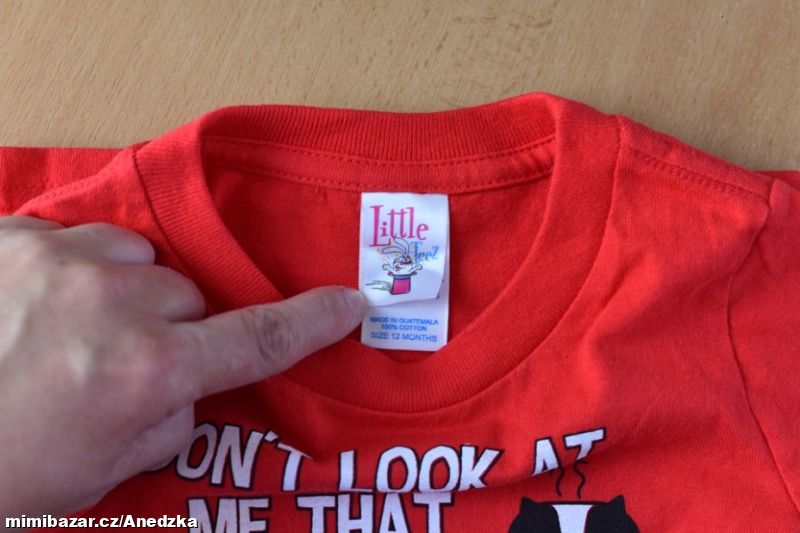 Little
TeeZ
MADE IN GUATEMALA
100% COTTON
SIZE 12 MONTHS
DON'T LOOK AT
ME THAT
mimibazar.cz/Anedzka